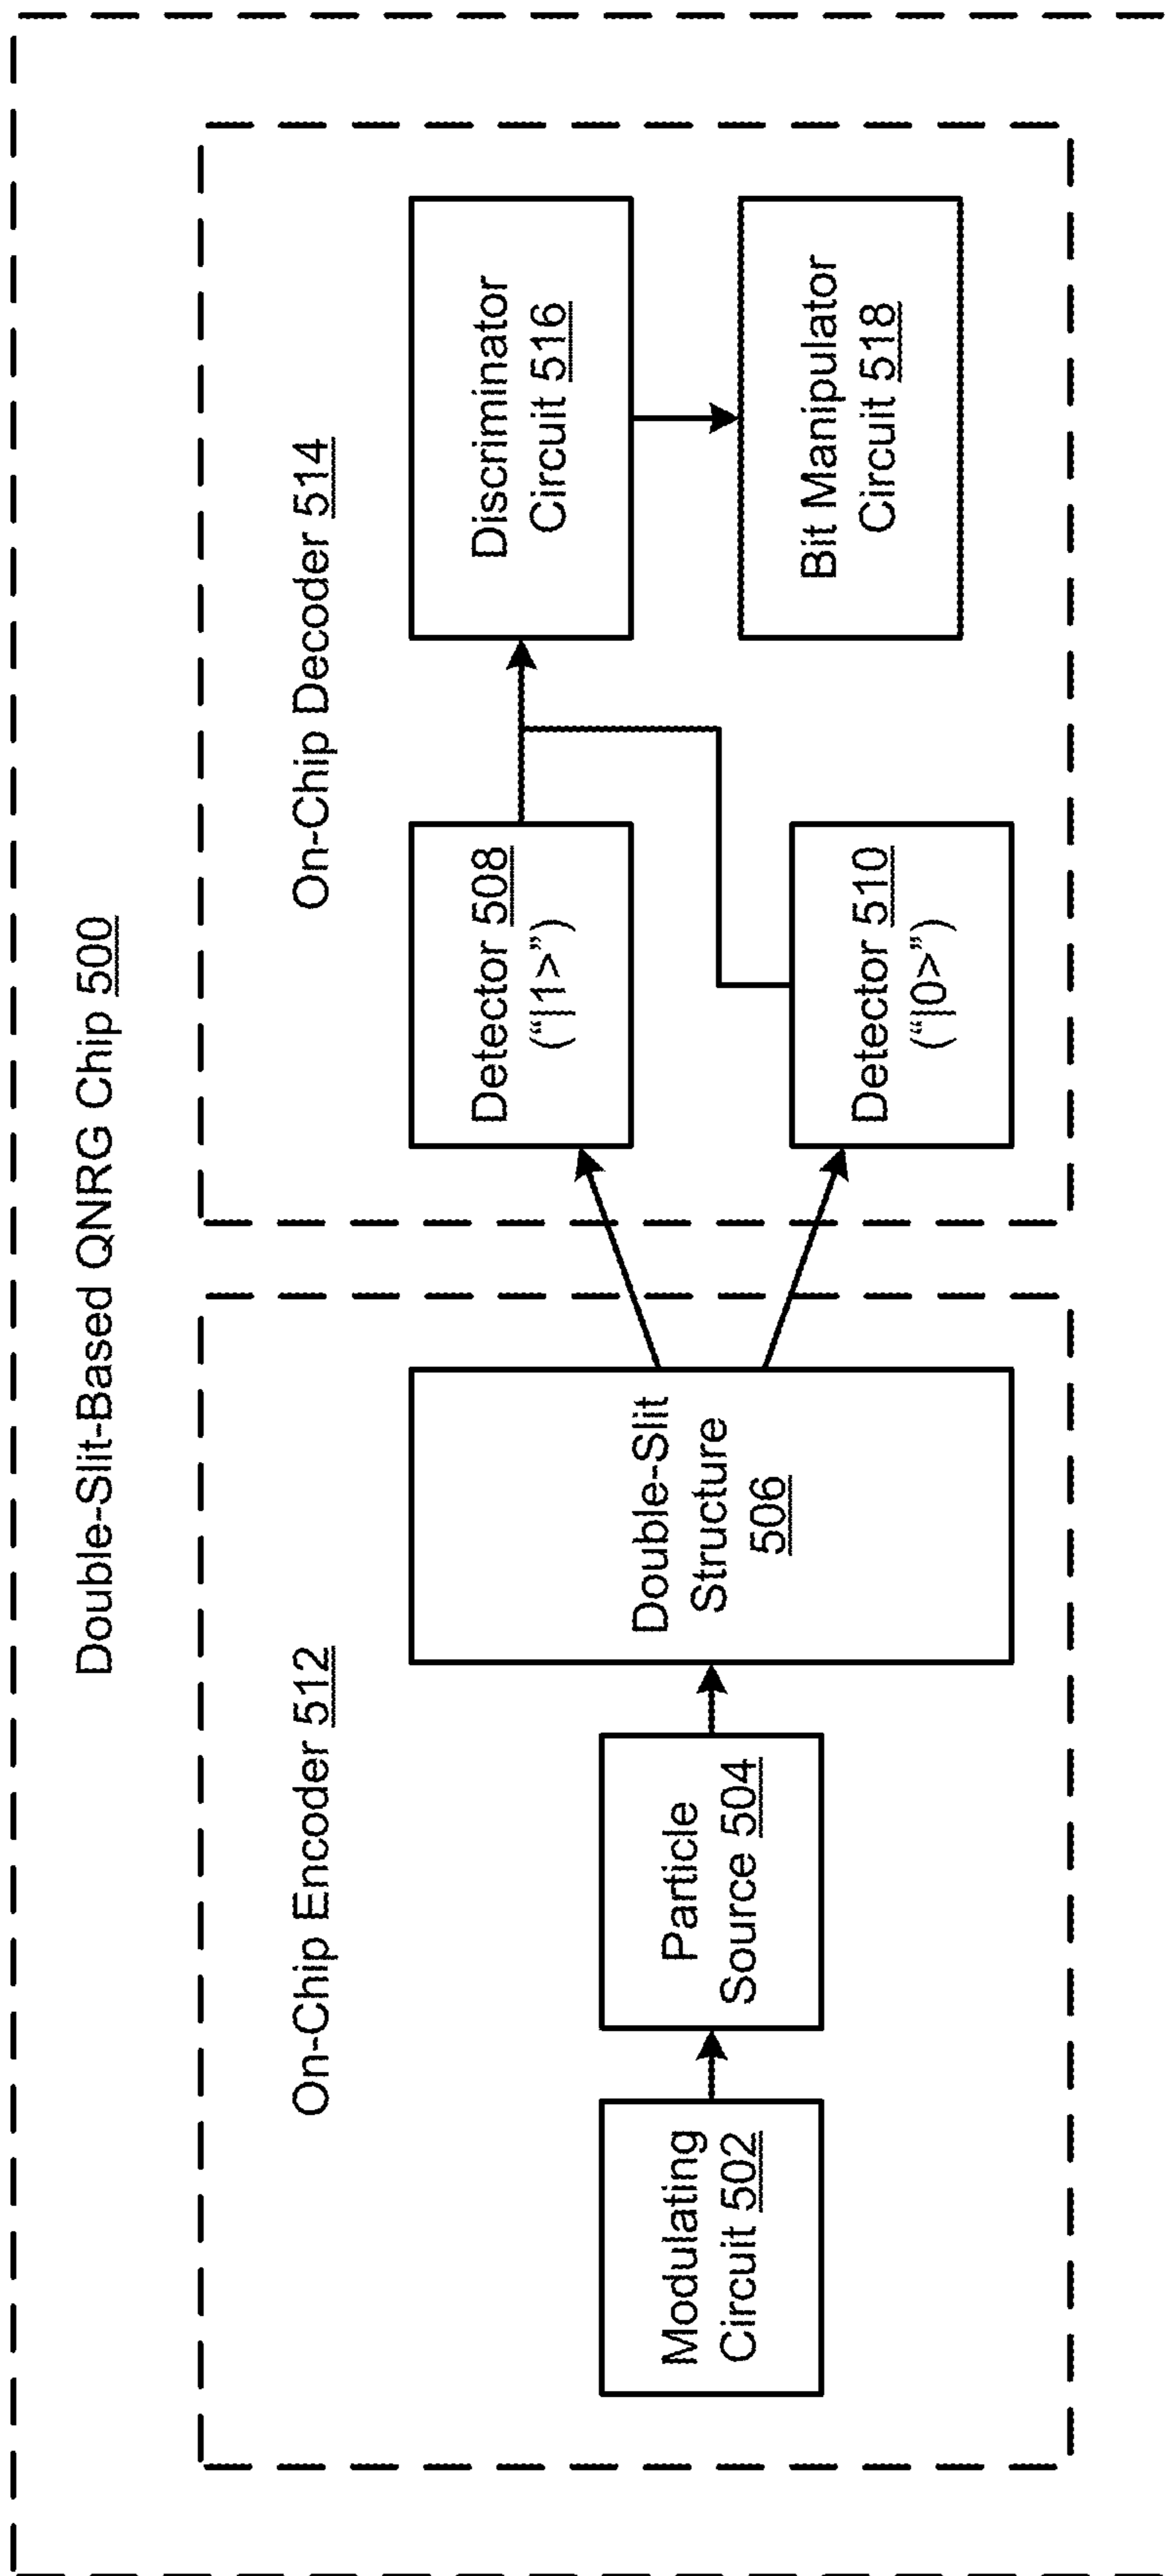 Double-Slit-Based QNRG Chip 500
On-Chip Encoder 512
Modulating
Circuit 502
Particle
Source 504
Double-Slit
Structure
506
On-Chip Decoder 514
Detector 508
(“|1>”)
Detector 510
(“|0>”)
Discriminator
Circuit 516
Bit Manipulator
Circuit 518